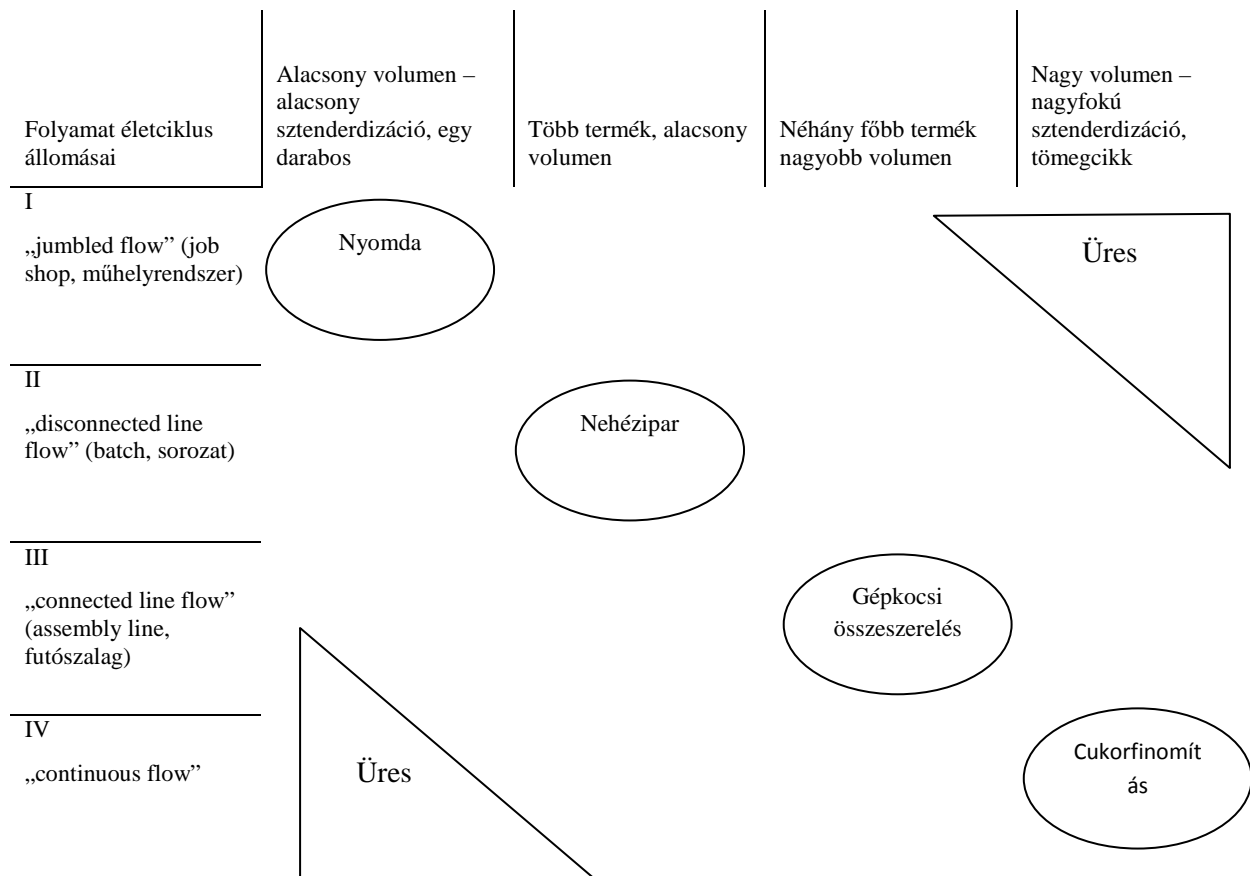 Folyamat életciklus
állomásai
Alacsony volumen –
alacsony
sztenderdizáció, egy
darabos
Több termék, alacsony
volumen
Néhány főbb termék
nagyobb volumen
Nagy volumen –
nagyfokú
sztenderdizáció,
tömegcikk
I
„jumbled flow” (job
shop, műhelyrendszer)
Nyomda
Üres
II
„disconnected line
flow” (batch, sorozat)
Nehézipar
III
„connected line flow”
(assembly line,
futószalag)
Gépkocsi
összeszerelés
IV
„continuous flow”
Üres
Cukorfinomít
ás